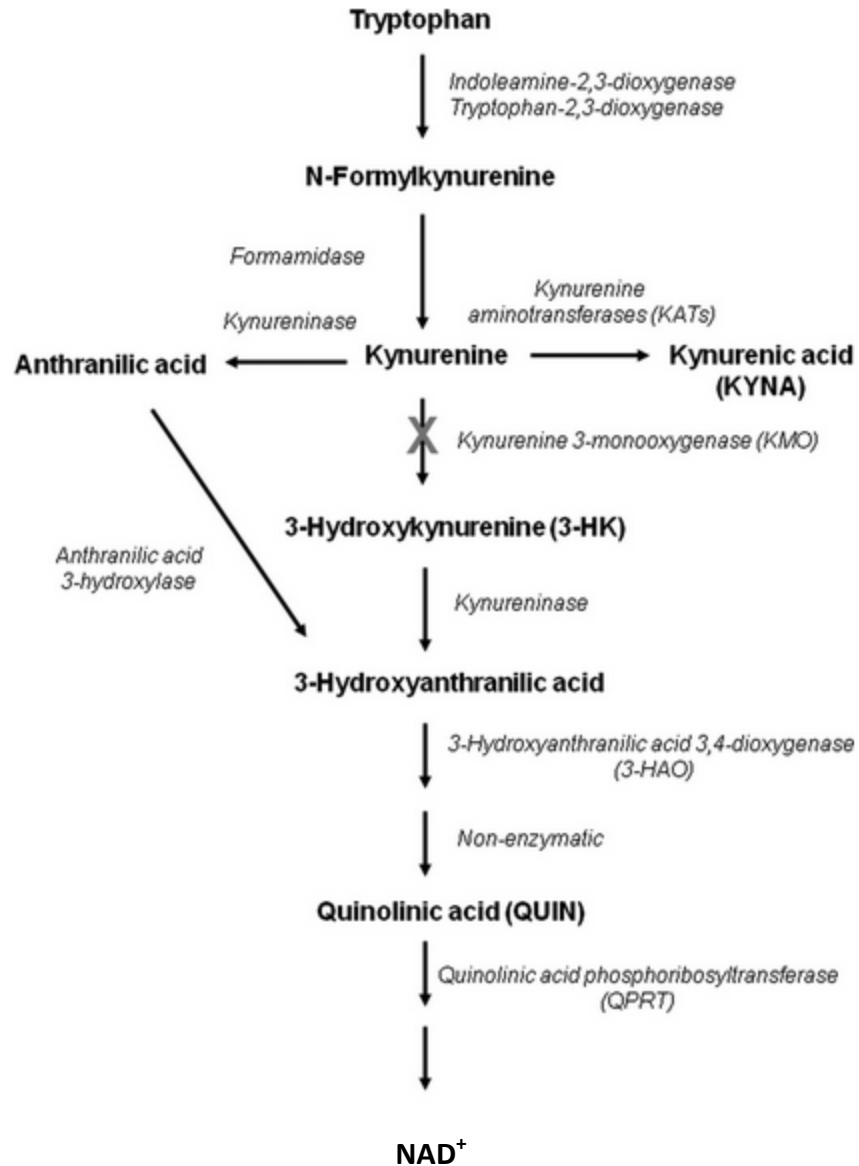 Tryptophan
Indoleamine-2,3-dioxygenase
Tryptophan-2,3-dioxygenase
N-Formylkynurenine
Formamidase
Kynureninase
Kynurenine
aminotransferases (KATs)
Anthranilic acid
Kynurenine
Kynurenic acid
(KYNA)
X
Kynurenine 3-monooxygenase (KMO)
3-Hydroxykynurenine (3-HK)
Anthranilic acid
3-hydroxylase
Kynureninase
3-Hydroxyanthranilic acid
3-Hydroxyanthranilic acid 3,4-dioxygenase
(3-HAO)
Non-enzymatic
Quinolinic acid (QUIN)
Quinolinic acid phosphoribosyltransferase
(QPRT)
NAD+